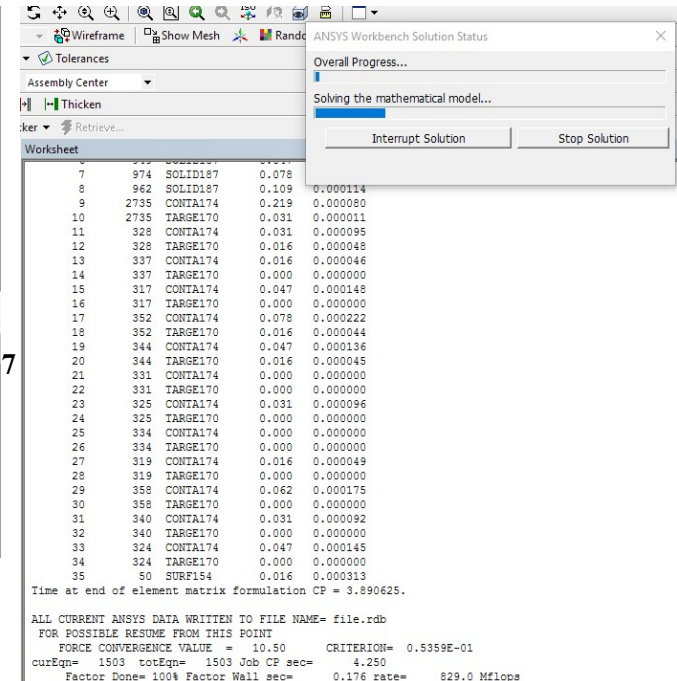 Wireframe Show Mesh
ANSYS Workbench Solution Status
Tolerances
Overall Progress...
Assembly Center
Solving the mathematical model...
Thicken
Retrieve...
Interrupt Solution Stop Solution
Worksheet
7 974 SOLID187 0.078
8 962 SOLID187 0.109 0.000114
9 2735 CONTA174 0.219 0.000080
10 2735 TARGE170 0.031 0.000011
11 328 CONTA174 0.031 0.000095
12 328 TARGE170 0.016 0.000048
13 337 CONTA174 0.016 0.000046
14 337 TARGE170 0.000 0.000000
15 317 CONTA174 0.047 0.000148
16 317 TARGE170 0.000 0.000000
17 352 CONTA174 0.078 0.000222
18 352 TARGE170 0.016 0.000044
19 344 CONTA174 0.047 0.000136
7
20 344 TARGE170 0.016 0.000045
21 331 CONTA174 0.000 0.000000
22 331 TARGE170 0.000 0.000000
23 325 CONTA174 0.031 0.000096
24 325 TARGE170 0.000 0.000000
25 334 CONTA174 0.000 0.000000
26 334 TARGE170 0.000 0.000000
27 319 CONTA174 0.016 0.000049
28 319 TARGE170 0.000 0.000000
29 358 CONTA174 0.062 0.000175
30 358 TARGE170 0.000 0.000000
31 340 CONTA174 0.031 0.000092
32 340 TARGE170 0.000 0.000000
33 324 CONTA174 0.047 0.000145
34 324 TARGE170 0.000 0.000000
35 50 SURF154 0.016 0.000313
Time at end of element matrix formulation CP = 3.890625.
ALL CURRENT ANSYS DATA WRITTEN TO FILE NAME= file.rdb
FOR POSSIBLE RESUME FROM THIS POINT
FORCE CONVERGENCE VALUE = 10.50 CRITERION= 0.5359E-01
curEqn= 1503 totEqn= 1503 Job CP sec= 4.250
Factor Done= 100% Factor Wall sec= 0.176 rate= 829.0 Mflops